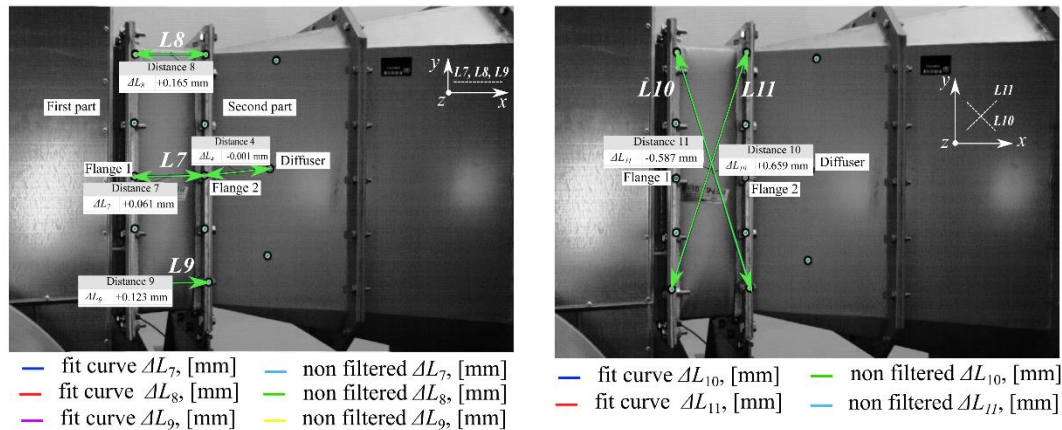 L8
Distance 8
ΔL₈ +0.165 mm
y
L7, L8, L9
z x
First part
Second part
Distance 4
ΔL₄ -0.001 mm
Diffuser
L7
Flange 1
Flange 2
Distance 7
ΔL₇ +0.061 mm
L9
Distance 9
ΔL₉ +0.123 mm
fit curve ΔL₇, [mm]
non filtered ΔL₇, [mm]
fit curve ΔL₈, [mm]
non filtered ΔL₈, [mm]
fit curve ΔL₉, [mm]
non filtered ΔL₉, [mm]
L10
L11
y
L11
L10
z x
Distance 11
ΔL₁₁ -0.587 mm
Distance 10
ΔL₁₀ +0.659 mm
Diffuser
Flange 1
Flange 2
fit curve ΔL₁₀, [mm]
non filtered ΔL₁₀, [mm]
fit curve ΔL₁₁, [mm]
non filtered ΔL₁₁, [mm]